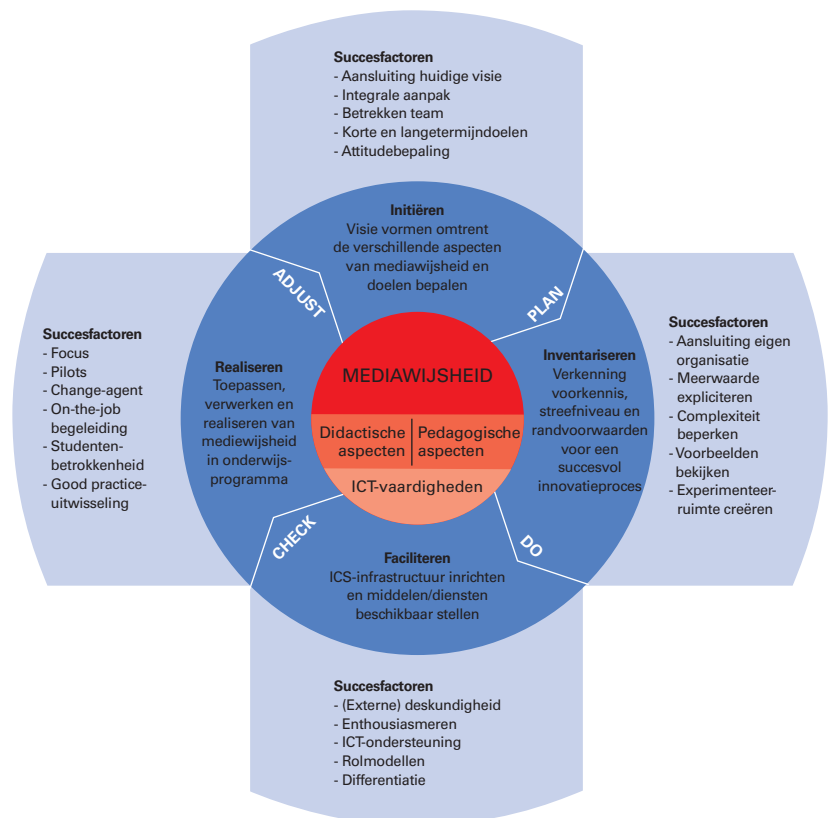 Succesfactoren
- Aansluiting huidige visie
- Integrale aanpak
- Betrekken team
- Korte en langetermijndoelen
- Attitudebepaling
Initiëren
Visie vormen omtrent
de verschillende aspecten
van mediawijsheid en
doelen bepalen
ADJUST
PLAN
Succesfactoren
- Focus
- Pilots
- Change-agent
- On-the-job
begeleiding
- Studenten-
betrokkenheid
- Good practice-
uitwisseling
Realiseren
Toepassen,
verwerken en
realiseren van
mediewijsheid
in onderwijs-
programma
MEDIAWIJSHEID
Didactische
aspecten
Pedagogische
aspecten
ICT-vaardigheden
Inventariseren
Verkenning
voorkennis,
streefniveau en
randvoorwaarden
voor een
succesvol
innovatieproces
Succesfactoren
- Aansluiting eigen
organisatie
- Meerwaarde
expliciteren
- Complexiteit
beperken
- Voorbeelden
bekijken
- Experimenteer-
ruimte creëren
CHECK
DO
Faciliteren
ICS-infrastructuur inrichten
en middelen/diensten
beschikbaar stellen
Succesfactoren
- (Externe) deskundigheid
- Enthousiasmeren
- ICT-ondersteuning
- Rolmodellen
- Differentiatie